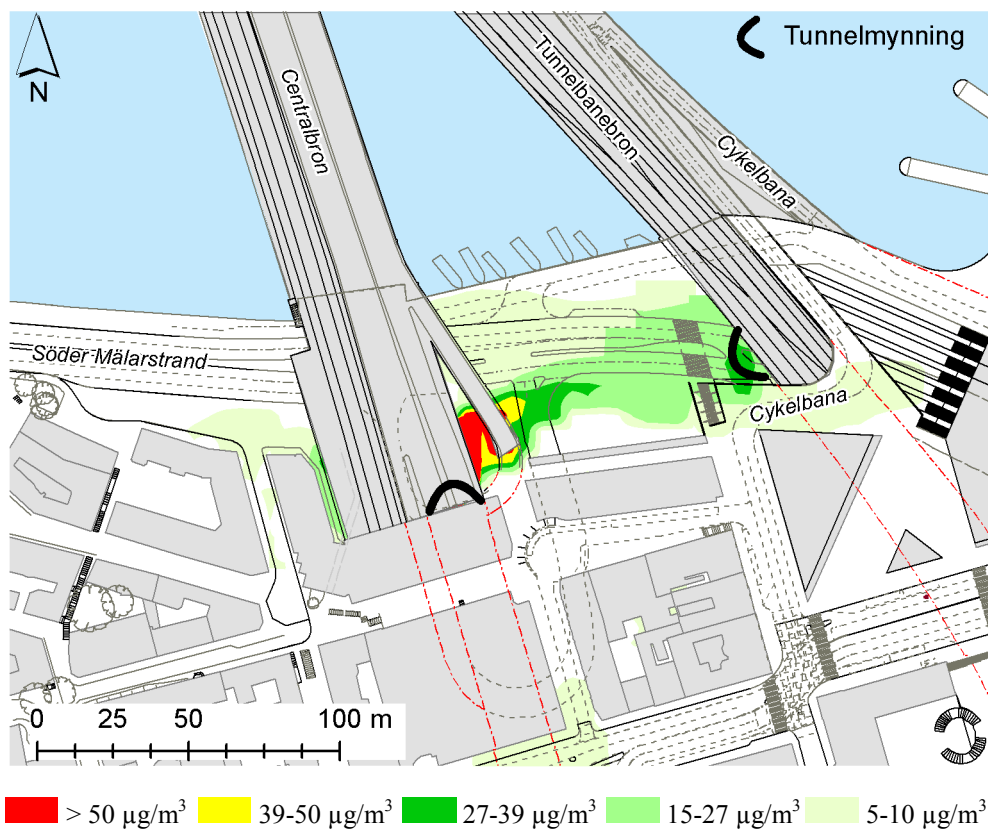 Tunnelmynning
N
Centralbron
Tunnelbanebron
Cykelbana
Söder Mälarstrand
Cykelbana
0 25 50 100 m
> 50 µg/m³ 39-50 µg/m³ 27-39 µg/m³ 15-27 µg/m³ 5-10 µg/m³